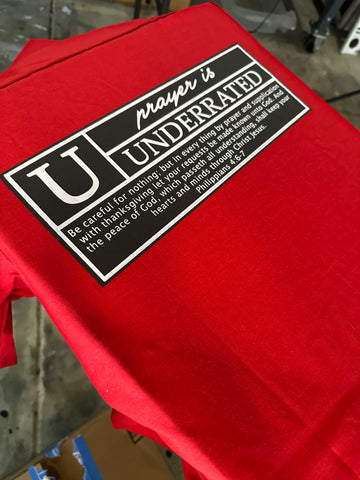 prayer is
U
UNDERRATED
Be careful for nothing; but in every thing by prayer and supplication
with thanksgiving let your requests be made known unto God. And
the peace of God, which passeth all understanding, shall keep your
hearts and minds through Christ Jesus.
Philippians 4:6-7